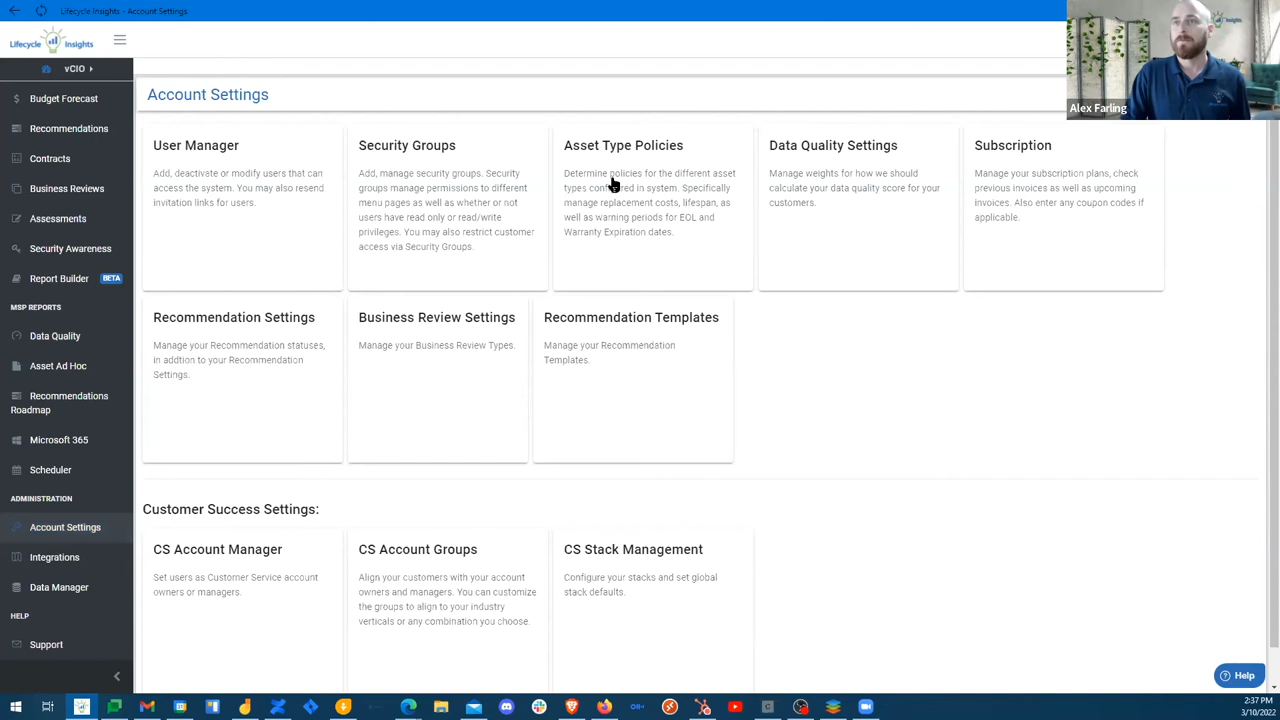 Lifecycle Insights - Account Settings
Lifecycle Insights
vCIO
Budget Forecast
Recommendations
Contracts
Business Reviews
Assessments
Security Awareness
Report Builder BETA
MSP REPORTS
Data Quality
Asset Ad Hoc
Recommendations
Roadmap
Microsoft 365
Scheduler
ADMINISTRATION
Account Settings
Integrations
Data Manager
HELP
Support
Account Settings
User Manager
Add, deactivate or modify users that can
access the system. You may also resend
invitation links for users.
Security Groups
Add, manage security groups. Security
groups manage permissions to different
menu pages as well as whether or not
users have read only or read/write
privileges. You may also restrict customer
access via Security Groups.
Asset Type Policies
Determine policies for the different asset
types configured in system. Specifically
manage replacement costs, lifespan, as
well as warning periods for EOL and
Warranty Expiration dates.
Data Quality Settings
Manage weights for how we should
calculate your data quality score for your
customers.
Subscription
Manage your subscription plans, check
previous invoices as well as upcoming
invoices. Also enter any coupon codes if
applicable.
Recommendation Settings
Manage your Recommendation statuses,
in addtion to your Recommendation
Settings.
Business Review Settings
Manage your Business Review Types.
Recommendation Templates
Manage your Recommendation
Templates.
Customer Success Settings:
CS Account Manager
Set users as Customer Service account
owners or managers.
CS Account Groups
Align your customers with your account
owners and managers. You can customize
the groups to align to your industry
verticals or any combination you choose.
CS Stack Management
Configure your stacks and set global
stack defaults.
Alex Farling
Help
2:37 PM
3/10/2022